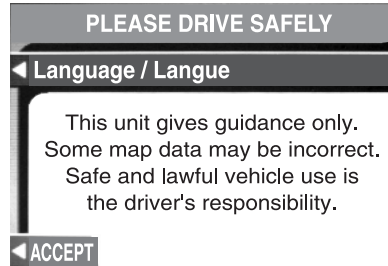 PLEASE DRIVE SAFELY
Language / Langue
This unit gives guidance only.
Some map data may be incorrect.
Safe and lawful vehicle use is
the driver's responsibility.
ACCEPT